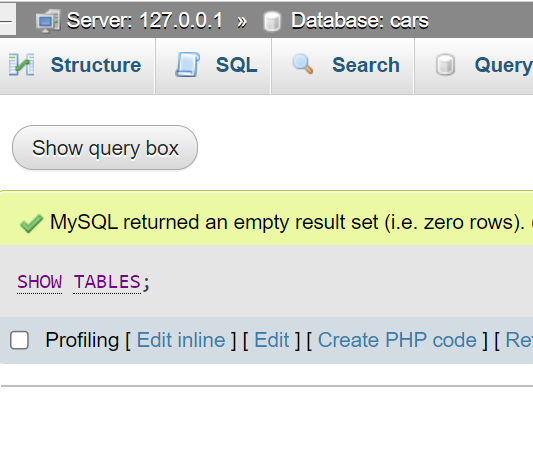 Server: 127.0.0.1 » Database: cars
Structure SQL Search Query
Show query box
MySQL returned an empty result set (i.e. zero rows). (
SHOW TABLES;
Profiling [ Edit inline ] [ Edit ] [ Create PHP code ] [